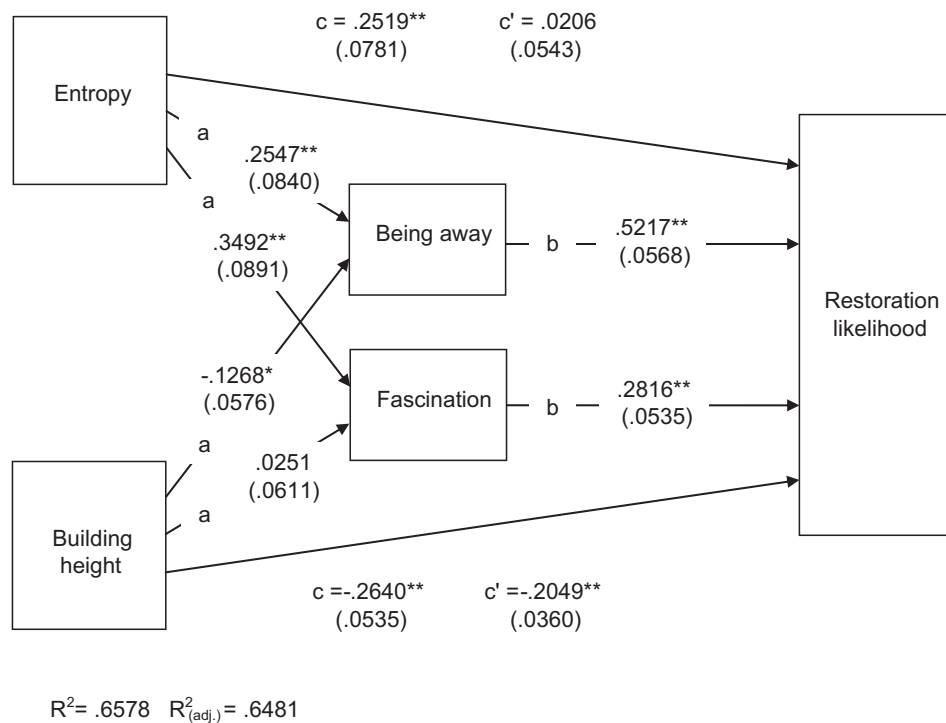 c = .2519**
(.0781)
c' = .0206
(.0543)
Entropy
a
.2547**
(.0840)
a
.3492**
(.0891)
Being away
b
.5217**
(.0568)
Restoration
likelihood
-.1268*
(.0576)
Fascination
b
.2816**
(.0535)
a
.0251
(.0611)
a
Building
height
c =-.2640**
(.0535)
c' =-.2049**
(.0360)
R²= .6578 R²(adj.) = .6481